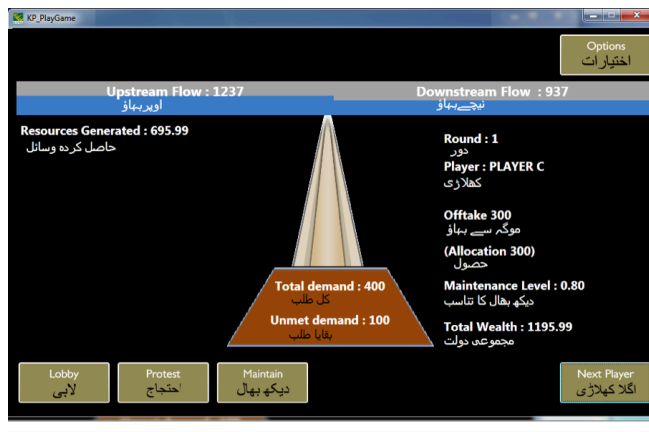 KP_PlayGame
Options
اختیارات
Upstream Flow : 1237
اوپر بہاؤ
Downstream Flow : 937
نیچے بہاؤ
Resources Generated : 695.99
حاصل کردہ وسائل
Round : 1
دور
Player : PLAYER C
کھلاڑی
Offtake 300
موگہ سے بہاؤ
(Allocation 300)
حصول
Total demand : 400
کل طلب
Maintenance Level : 0.80
دیکھ بھال کا تناسب
Unmet demand : 100
بقایا طلب
Total Wealth : 1195.99
مجموعی دولت
Lobby
لابی
Protest
احتجاج
Maintain
دیکھ بھال
Next Player
اگلا کھلاڑی